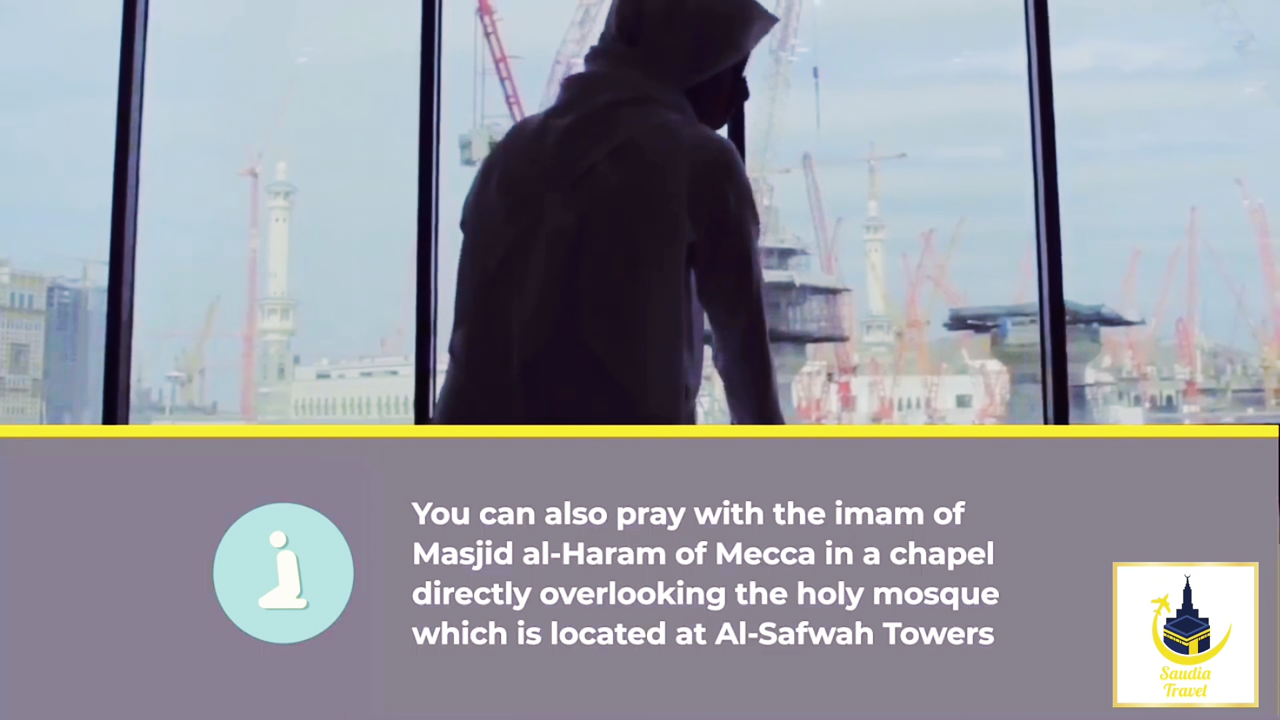 You can also pray with the imam of
Masjid al-Haram of Mecca in a chapel
directly overlooking the holy mosque
which is located at Al-Safwah Towers
Saudia
Travel